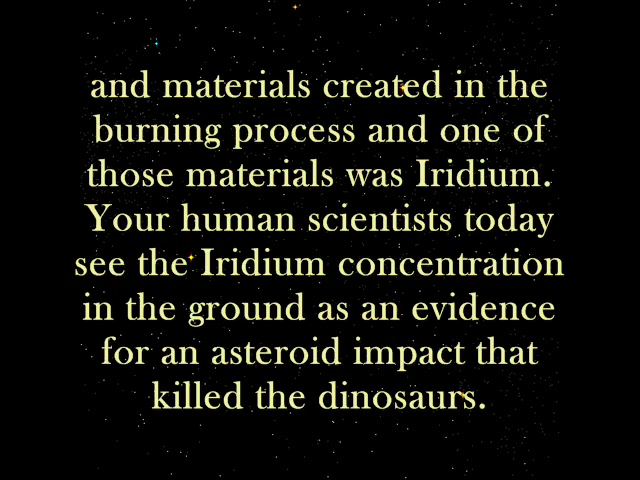 and materials created in the
burning process and one of
those materials was Iridium.
Your human scientists today
see the Iridium concentration
in the ground as an evidence
for an asteroid impact that
killed the dinosaurs.